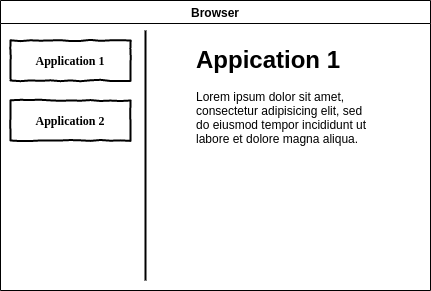 Browser
Application 1
Application 2
Appication 1
Lorem ipsum dolor sit amet,
consectetur adipisicing elit, sed
do eiusmod tempor incididunt ut
labore et dolore magna aliqua.